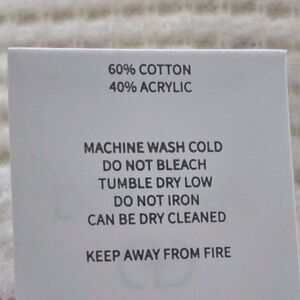 60% COTTON
40% ACRYLIC
MACHINE WASH COLD
DO NOT BLEACH
TUMBLE DRY LOW
DO NOT IRON
CAN BE DRY CLEANED
KEEP AWAY FROM FIRE